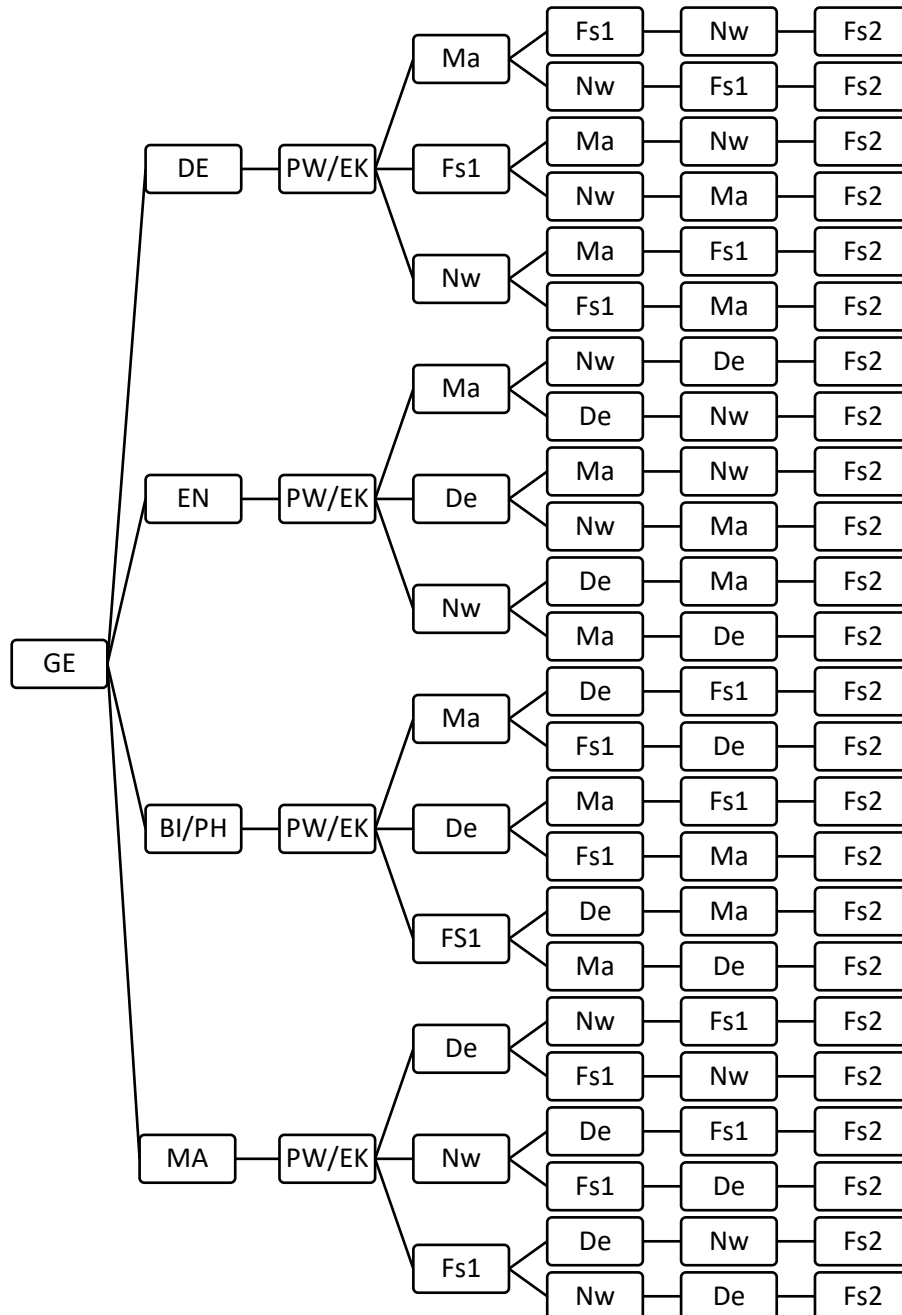 Fs1 Nw Fs2
Ma
Nw Fs1 Fs2
DE PW/EK Fs1 Ma Nw Fs2
Nw Ma Fs2
Ma Fs1 Fs2
Nw
Fs1 Ma Fs2
Nw De Fs2
Ma
De Nw Fs2
Ma Nw Fs2
EN PW/EK De
Nw Ma Fs2
De Ma Fs2
Nw
Ma De Fs2
GE
De Fs1 Fs2
Ma
Fs1 De Fs2
Ma Fs1 Fs2
BI/PH PW/EK De
Fs1 Ma Fs2
De Ma Fs2
FS1
Ma De Fs2
Nw Fs1 Fs2
De
Fs1 Nw Fs2
De Fs1 Fs2
MA PW/EK Nw
Fs1 De Fs2
De Nw Fs2
Fs1
Nw De Fs2